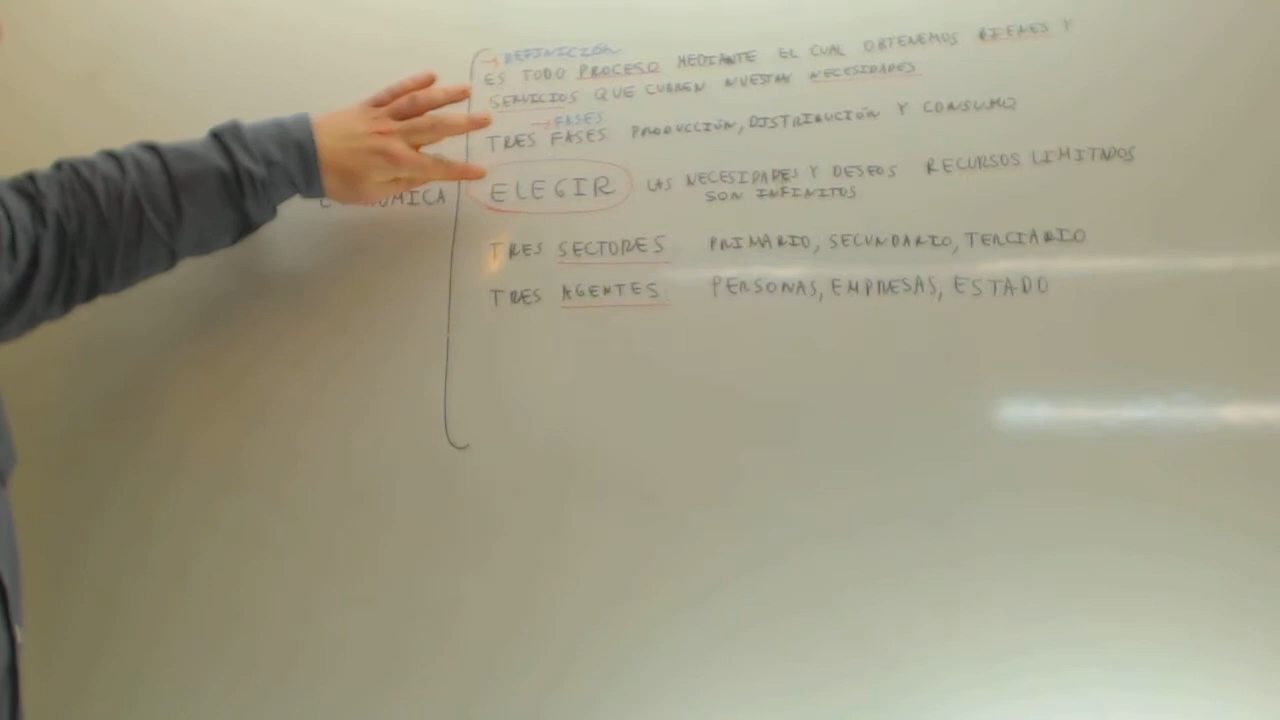 → DEFINICIÓN
ES TODO PROCESO MEDIANTE EL CUAL OBTENEMOS BIENES Y
SERVICIOS QUE CUBREN NUESTRAS NECESIDADES
→ FASES
TRES FASES PRODUCCIÓN, DISTRIBUCIÓN Y CONSUMO
ELEGIR LAS NECESIDADES Y DESEOS RECURSOS LIMITADOS
SON INFINITOS
TRES SECTORES PRIMARIO, SECUNDARIO, TERCIARIO
TRES AGENTES PERSONAS, EMPRESAS, ESTADO